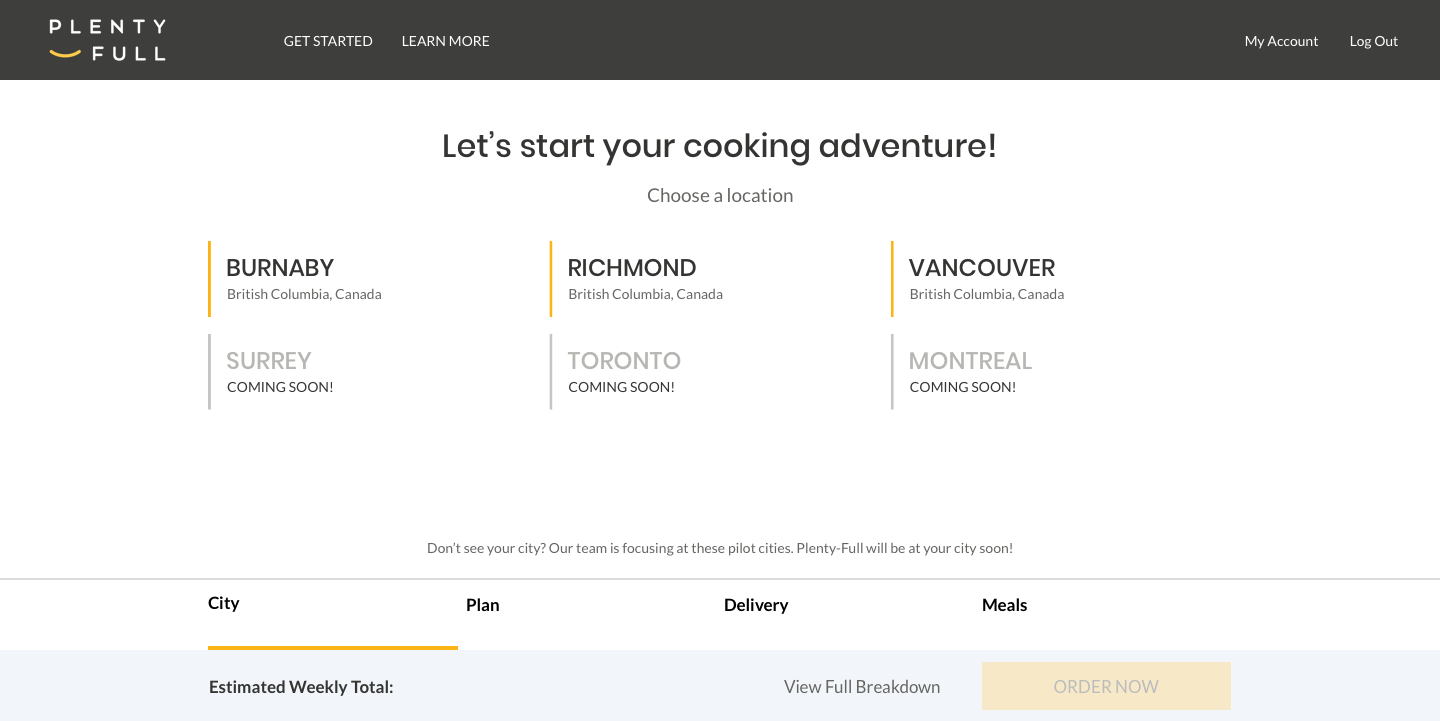 PLENTY
FULL
GET STARTED LEARN MORE My Account Log Out
Let's start your cooking adventure!
Choose a location
BURNABY RICHMOND VANCOUVER
British Columbia, Canada British Columbia, Canada British Columbia, Canada
SURREY TORONTO MONTREAL
COMING SOON! COMING SOON! COMING SOON!
Don't see your city? Our team is focusing at these pilot cities. Plenty-Full will be at your city soon!
City Plan Delivery Meals
Estimated Weekly Total: View Full Breakdown ORDER NOW